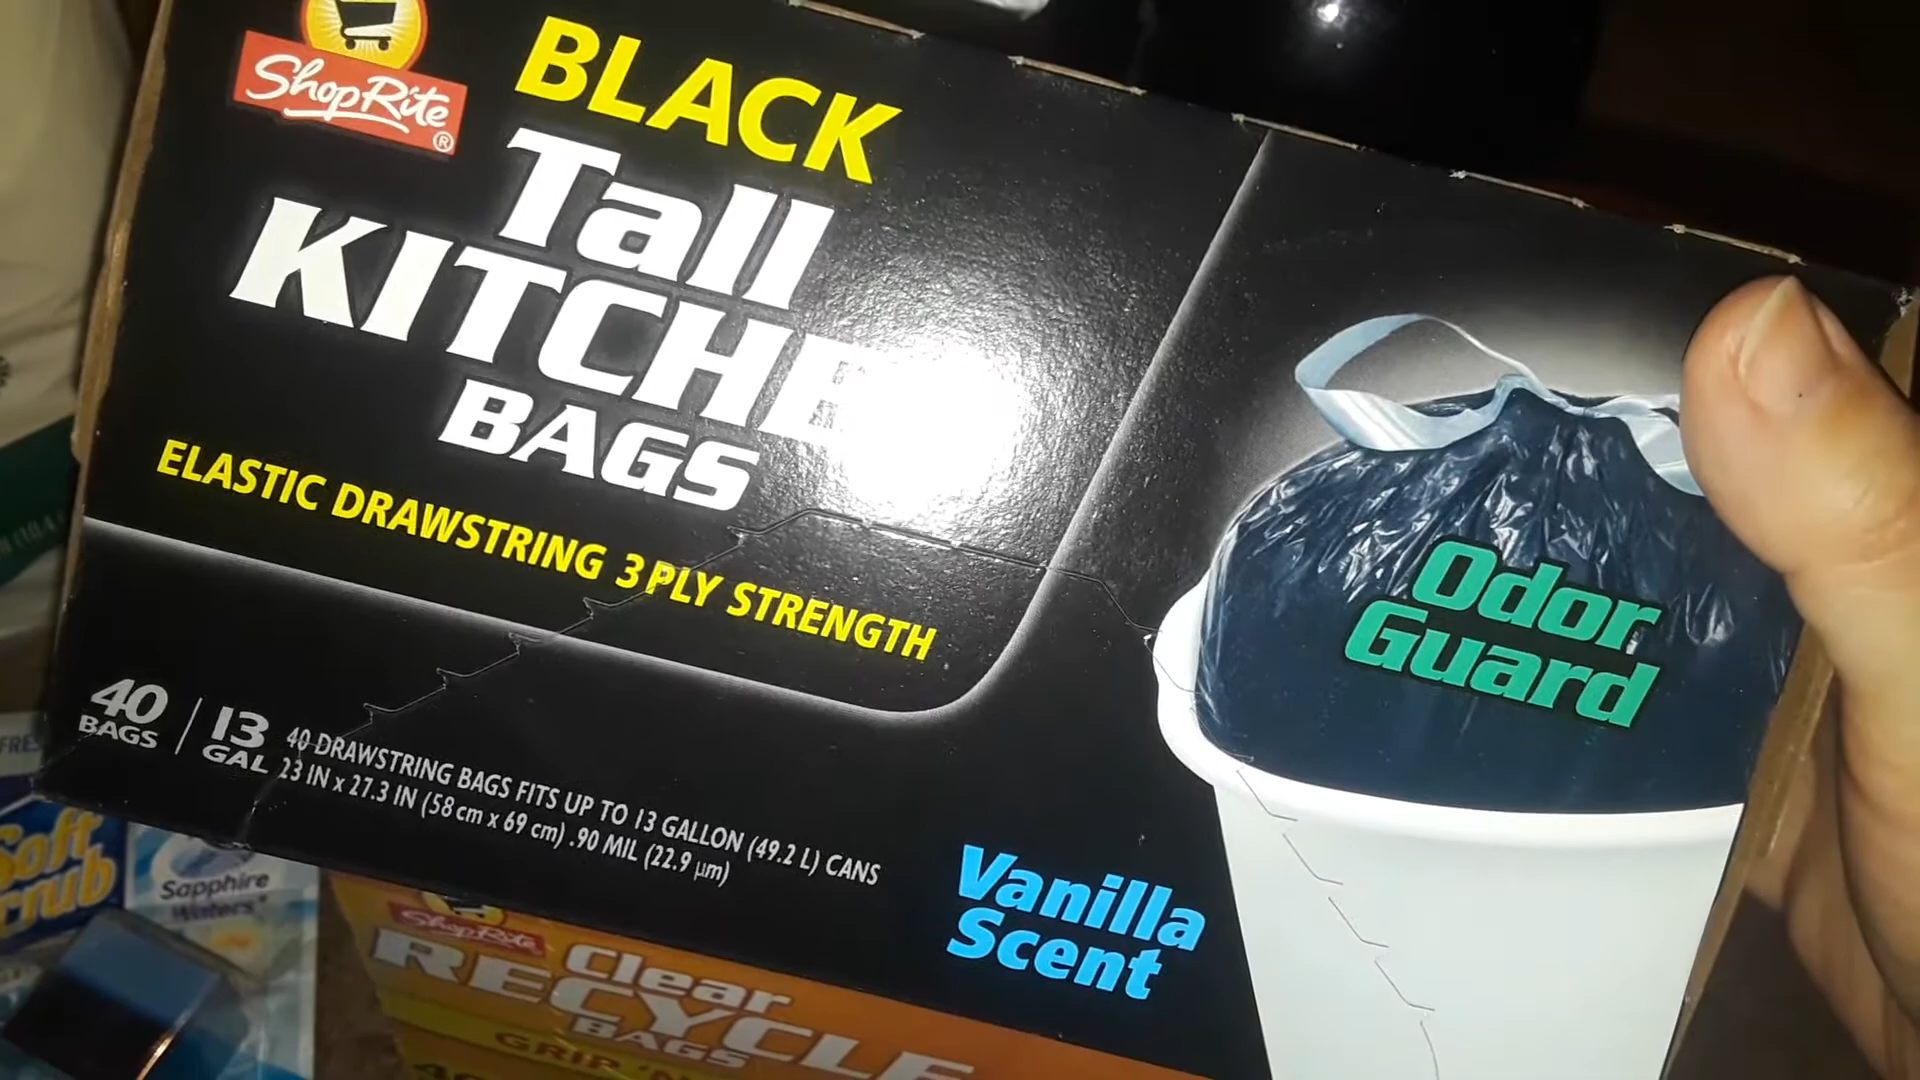 ShopRite®
BLACK
Tall
KITCHE
BAGS
ELASTIC DRAWSTRING 3 PLY STRENGTH
40
BAGS
13
GAL
40 DRAWSTRING BAGS FITS UP TO 13 GALLON (49.2 L) CANS
23 IN x 27.3 IN (58 cm x 69 cm) .90 MIL (22.9 µm)
Odor
Guard
Vanilla
Scent
Soft
Sapphire
Waters
ShopRite
Clear
RECYCLE
BAGS
GRIP